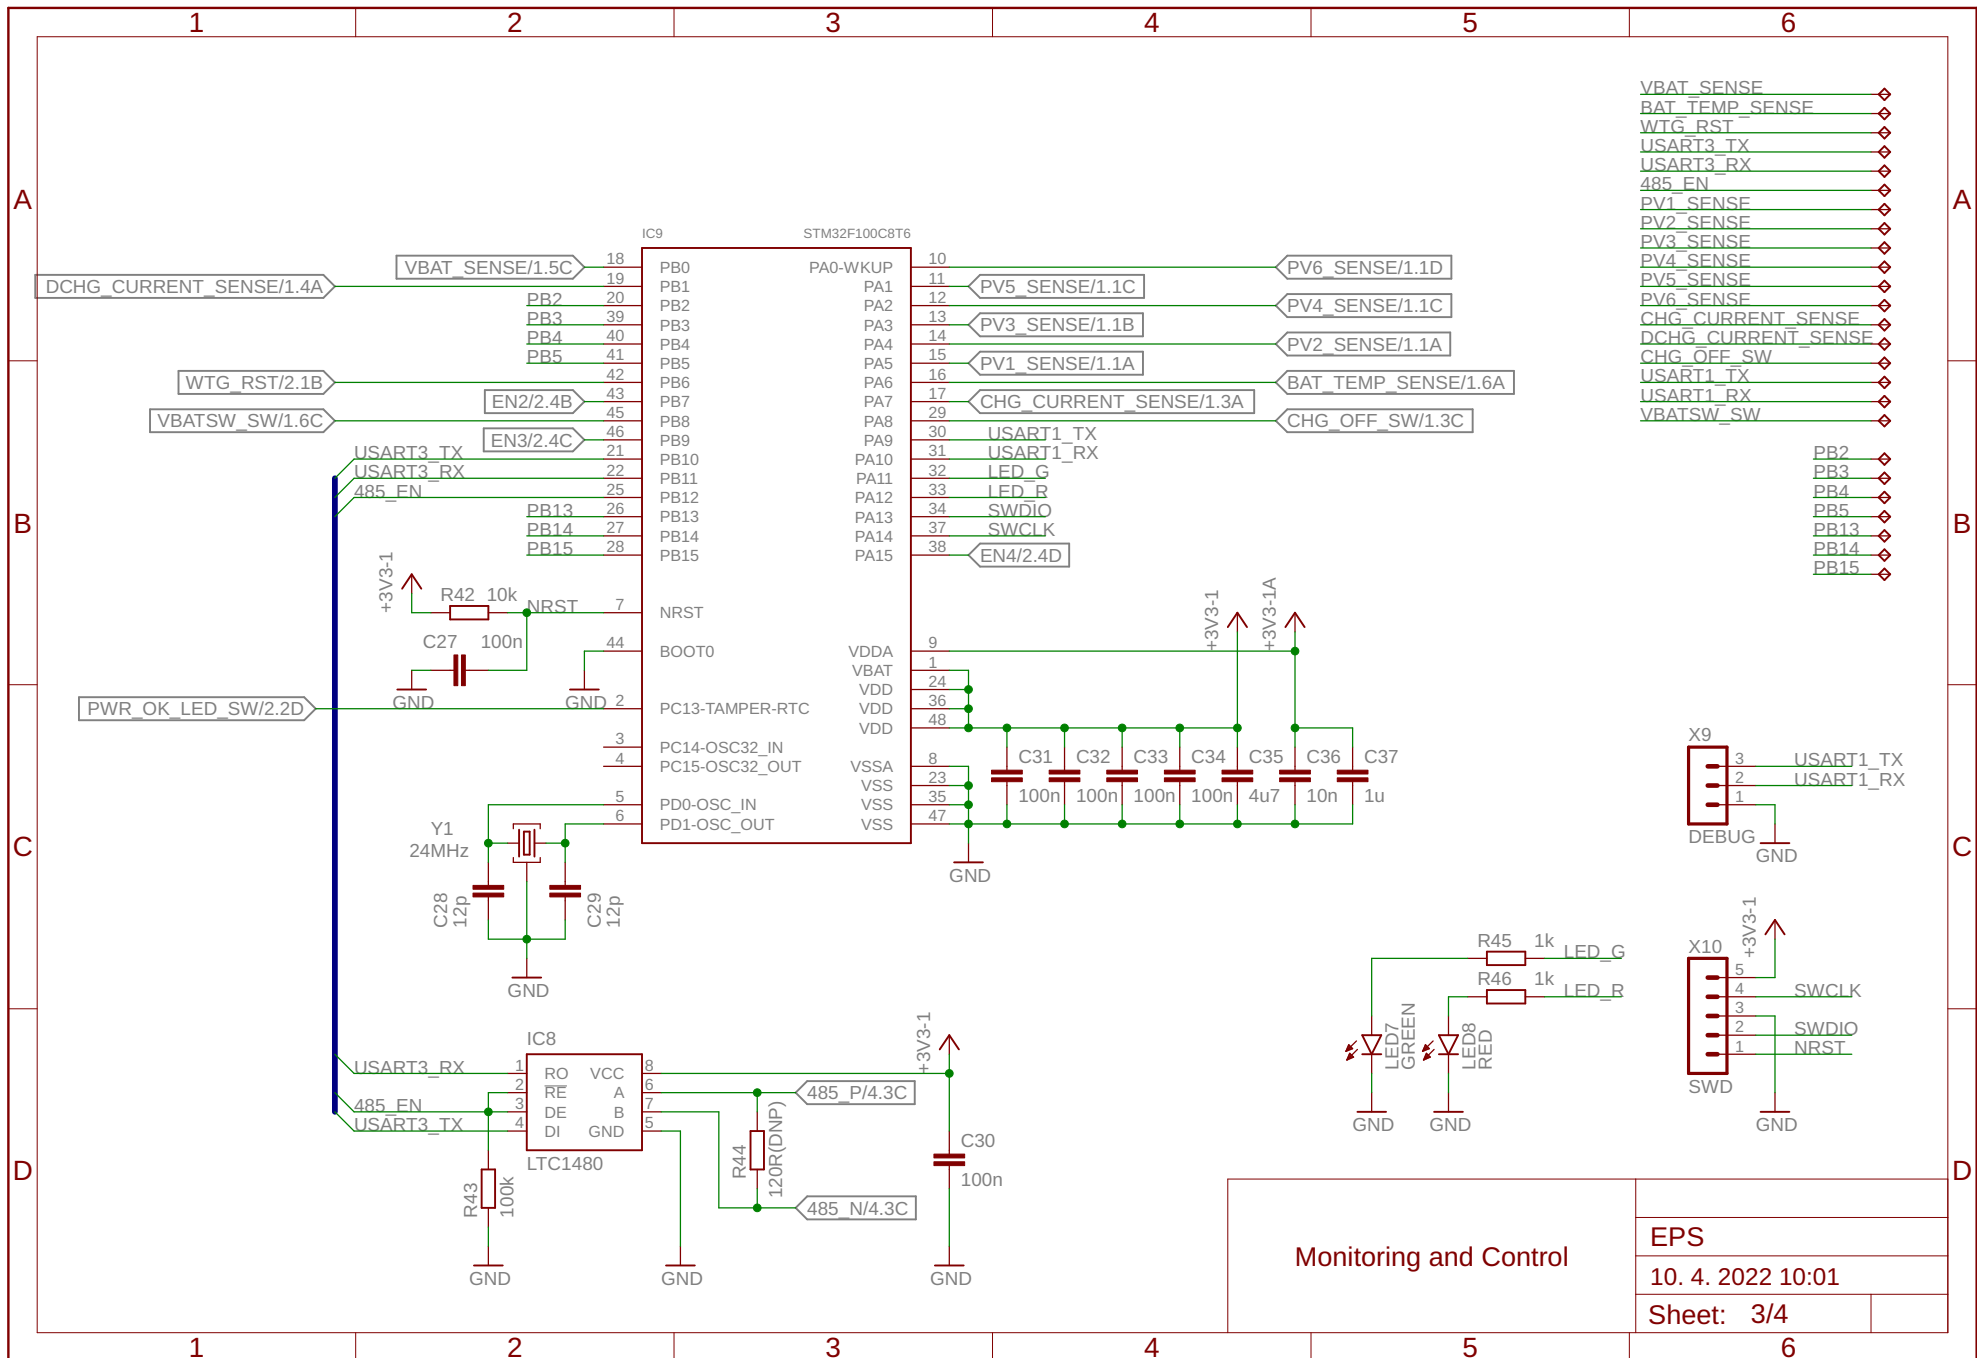 1 2 3 4 5 6
A A
B B
C C
D D
VBAT_SENSE
BAT_TEMP_SENSE
WTG_RST
USART3_TX
USART3_RX
485_EN
PV1_SENSE
PV2_SENSE
PV3_SENSE
PV4_SENSE
PV5_SENSE
PV6_SENSE
CHG_CURRENT_SENSE
DCHG_CURRENT_SENSE
CHG_OFF_SW
USART1_TX
USART1_RX
VBATSW_SW
PB2
PB3
PB4
PB5
PB13
PB14
PB15
IC9 STM32F100C8T6
VBAT_SENSE/1.5C 18 PB0 PA0-WKUP 10 PV6_SENSE/1.1D
DCHG_CURRENT_SENSE/1.4A 19 PB1 PA1 11 PV5_SENSE/1.1C
PB2 20 PB2 PA2 12 PV4_SENSE/1.1C
PB3 39 PB3 PA3 13 PV3_SENSE/1.1B
PB4 40 PB4 PA4 14 PV2_SENSE/1.1A
PB5 41 PB5 PA5 15 PV1_SENSE/1.1A
WTG_RST/2.1B 42 PB6 PA6 16 BAT_TEMP_SENSE/1.6A
EN2/2.4B 43 PB7 PA7 17 CHG_CURRENT_SENSE/1.3A
VBATSW_SW/1.6C 45 PB8 PA8 29 CHG_OFF_SW/1.3C
EN3/2.4C 46 PB9 PA9 30 USART1_TX
USART3_TX 21 PB10 PA10 31 USART1_RX
USART3_RX 22 PB11 PA11 32 LED_G
485_EN 25 PB12 PA12 33 LED_R
PB13 26 PB13 PA13 34 SWDIO
PB14 27 PB14 PA14 37 SWCLK
PB15 28 PB15 PA15 38 EN4/2.4D
+3V3-1 R42 10k NRST 7 NRST
C27 100n
GND
44 BOOT0
GND
PWR_OK_LED_SW/2.2D 2 PC13-TAMPER-RTC
3 PC14-OSC32_IN
4 PC15-OSC32_OUT
5 PD0-OSC_IN
6 PD1-OSC_OUT
VDDA 9
VBAT 1
VDD 24
VDD 36
VDD 48
VSSA 8
VSS 23
VSS 35
VSS 47
+3V3-1 +3V3-1A
C31 C32 C33 C34 C35 C36 C37
100n 100n 100n 100n 4u7 10n 1u
GND
Y1
24MHz
C28
12p
C29
12p
GND
IC8
USART3_RX 1 RO VCC 8 +3V3-1
2 RE A 6 485_P/4.3C
485_EN 3 DE B 7
USART3_TX 4 DI GND 5
LTC1480
R43
100k
GND
GND
R44
120R(DNP)
485_N/4.3C
C30
100n
GND
X9
3 USART1_TX
2 USART1_RX
1
DEBUG
GND
R45 1k LED_G
R46 1k LED_R
LED7
GREEN
LED8
RED
GND GND
X10 +3V3-1
5
4 SWCLK
3
2 SWDIO
1 NRST
SWD
GND
Monitoring and Control
EPS
10. 4. 2022 10:01
Sheet: 3/4
1 2 3 4 5 6